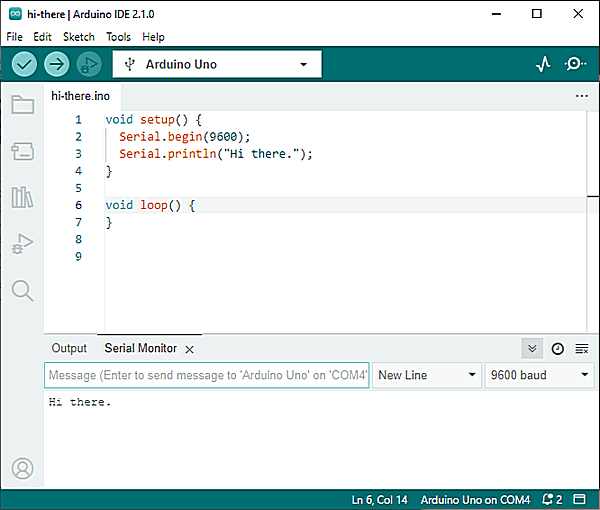 hi-there | Arduino IDE 2.1.0
File Edit Sketch Tools Help
Arduino Uno
hi-there.ino
1 void setup() {
2 Serial.begin(9600);
3 Serial.println("Hi there.");
4 }
5
6 void loop() {
7 }
8
9
Output Serial Monitor
Message (Enter to send message to 'Arduino Uno' on 'COM4' New Line 9600 baud
Hi there.
Ln 6, Col 14 Arduino Uno on COM4 2